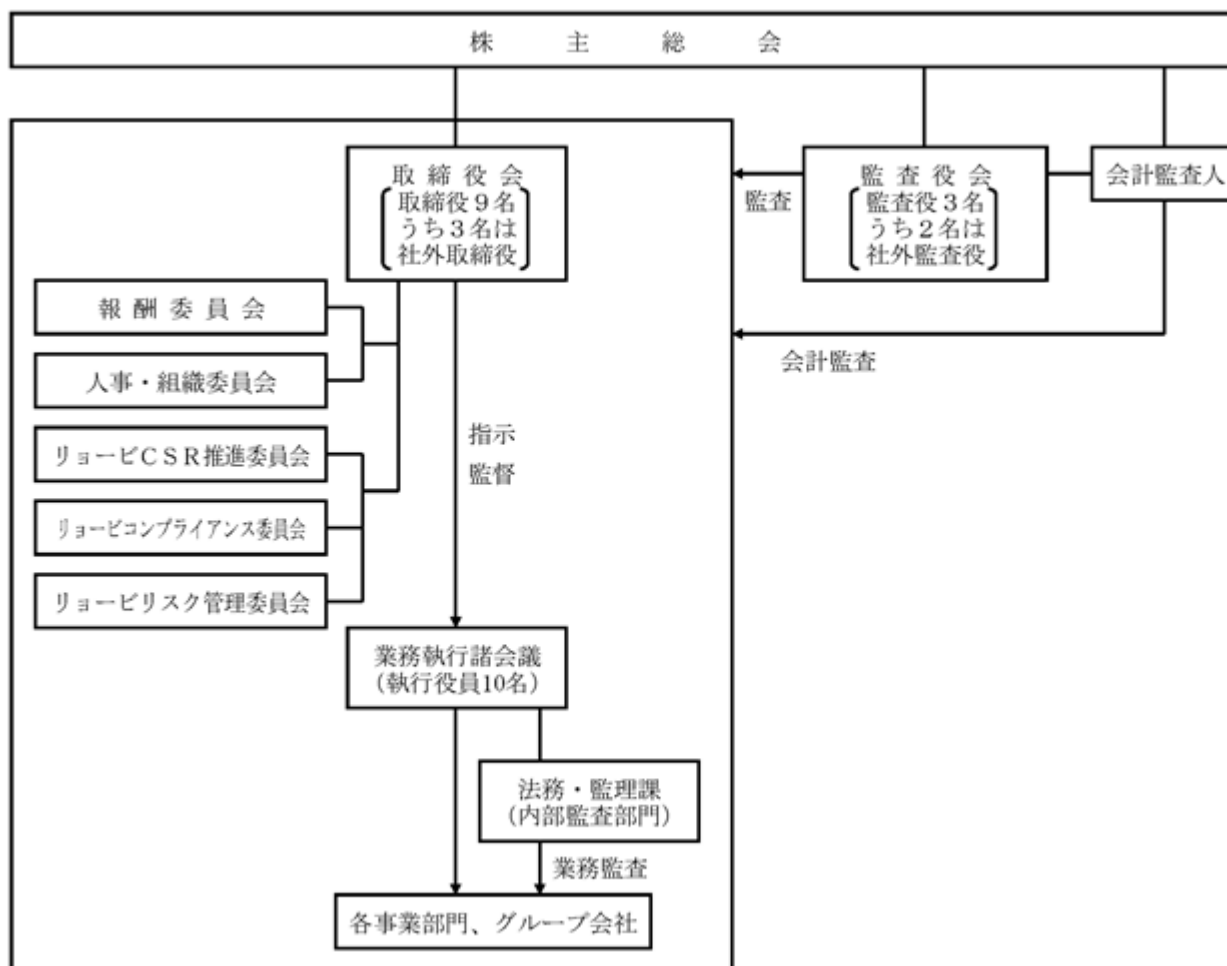 株主総会
取締役会
取締役９名
うち３名は
社外取締役
監査
監査役会
監査役３名
うち２名は
社外監査役
会計監査人
会計監査
報酬委員会
人事・組織委員会
リョービＣＳＲ推進委員会
リョービコンプライアンス委員会
リョービリスク管理委員会
指示
監督
業務執行諸会議
(執行役員10名)
法務・監理課
(内部監査部門)
業務監査
各事業部門、グループ会社